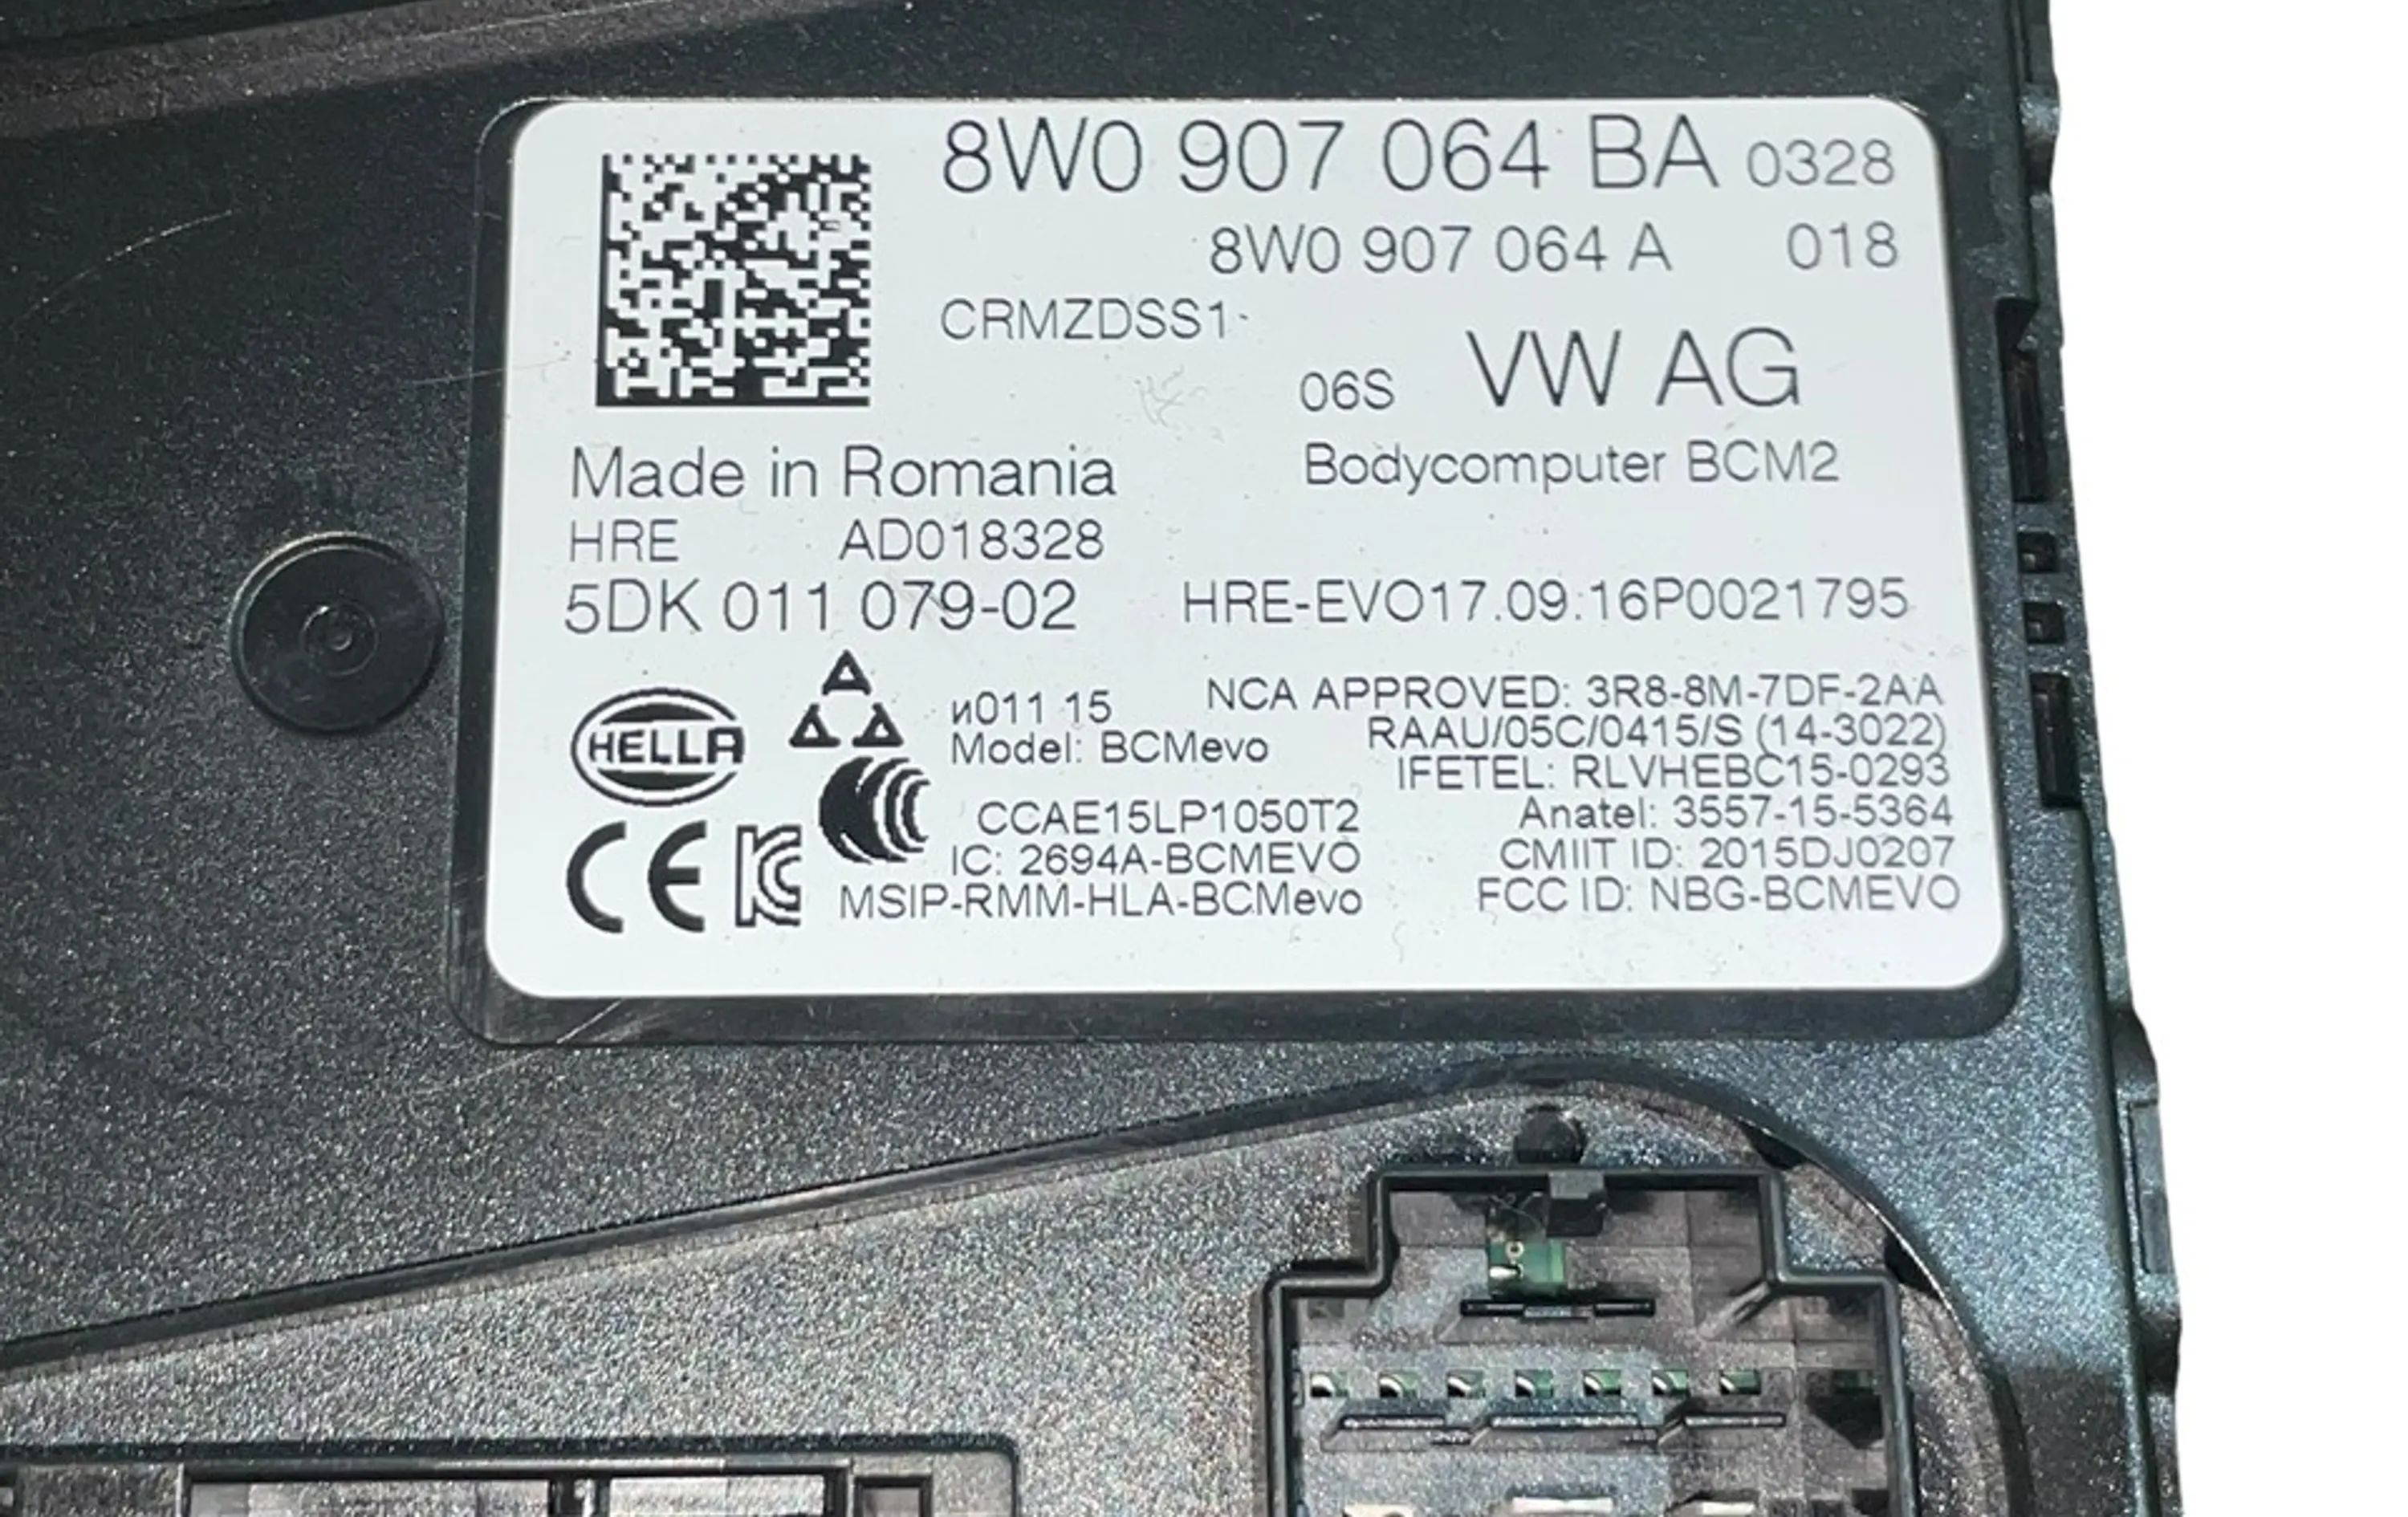 8W0 907 064 BA 0328
8W0 907 064 A 018
CRMZDSS1
06S VW AG
Made in Romania
Bodycomputer BCM2
HRE AD018328
5DK 011 079-02 HRE-EVO17.09.16P0021795
NCA APPROVED: 3R8-8M-7DF-2AA
и011 15
RAAU/05C/0415/S (14-3022)
HELLA
Model: BCMevo
IFETEL: RLVHEBC15-0293
CCAE15LP1050T2
Anatel: 3557-15-5364
IC: 2694A-BCMEVO
CMIIT ID: 2015DJ0207
CE
MSIP-RMM-HLA-BCMevo
FCC ID: NBG-BCMEVO